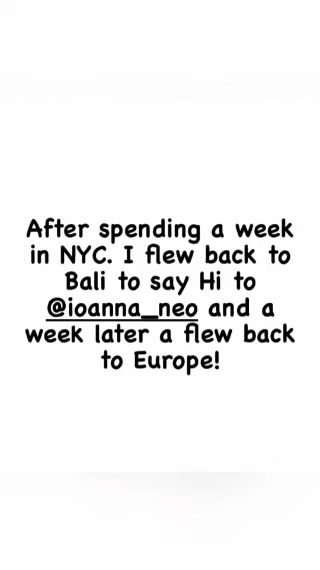 After spending a week
in NYC. I flew back to
Bali to say Hi to
@ioanna_neo and a
week later a flew back
to Europe!